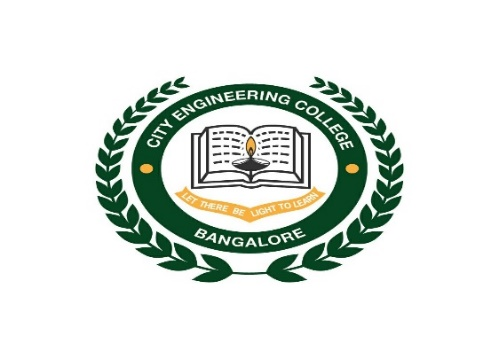 CITY ENGINEERING COLLEGE
LET THERE BE LIGHT TO LEARN
BANGALORE